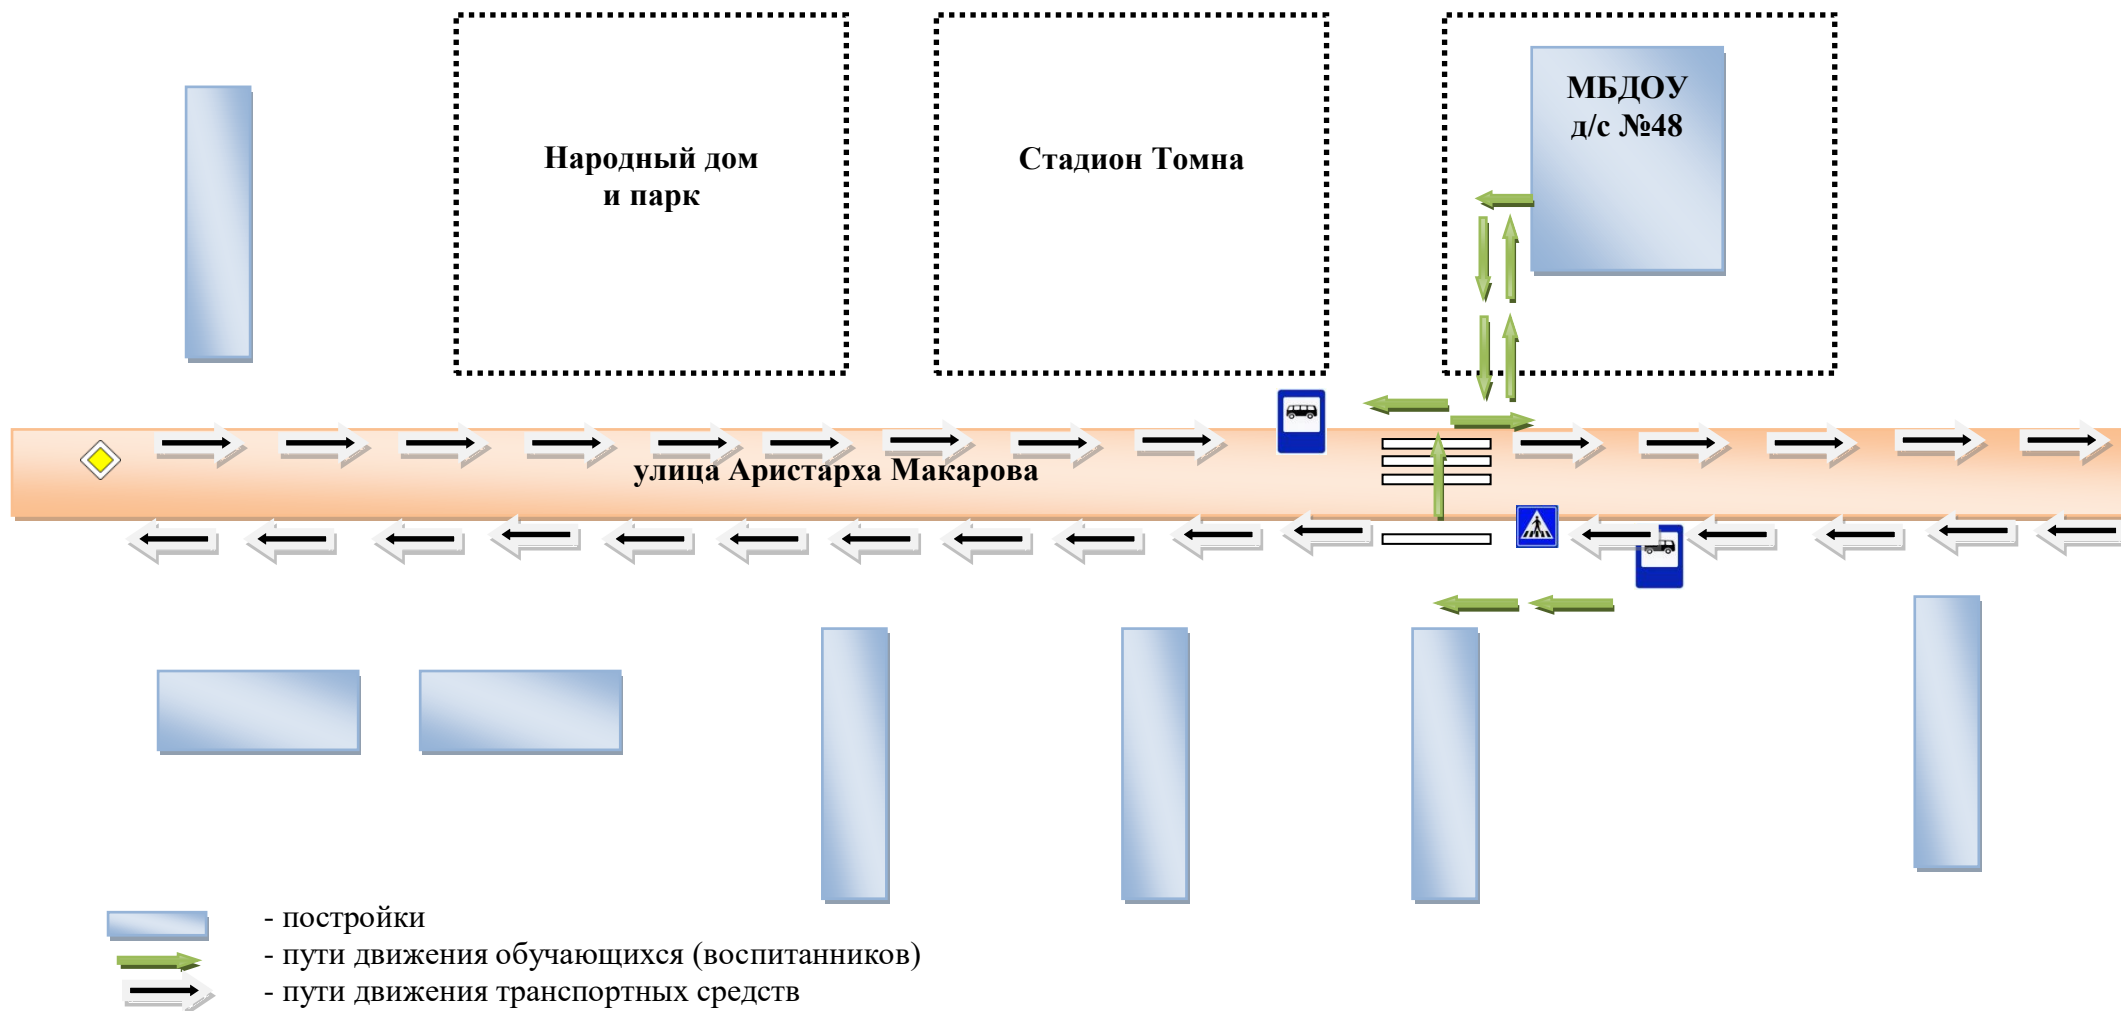 МБДОУ
д/с №48
Народный дом
и парк
Стадион Томна
улица Аристарха Макарова
- постройки
- пути движения обучающихся (воспитанников)
- пути движения транспортных средств